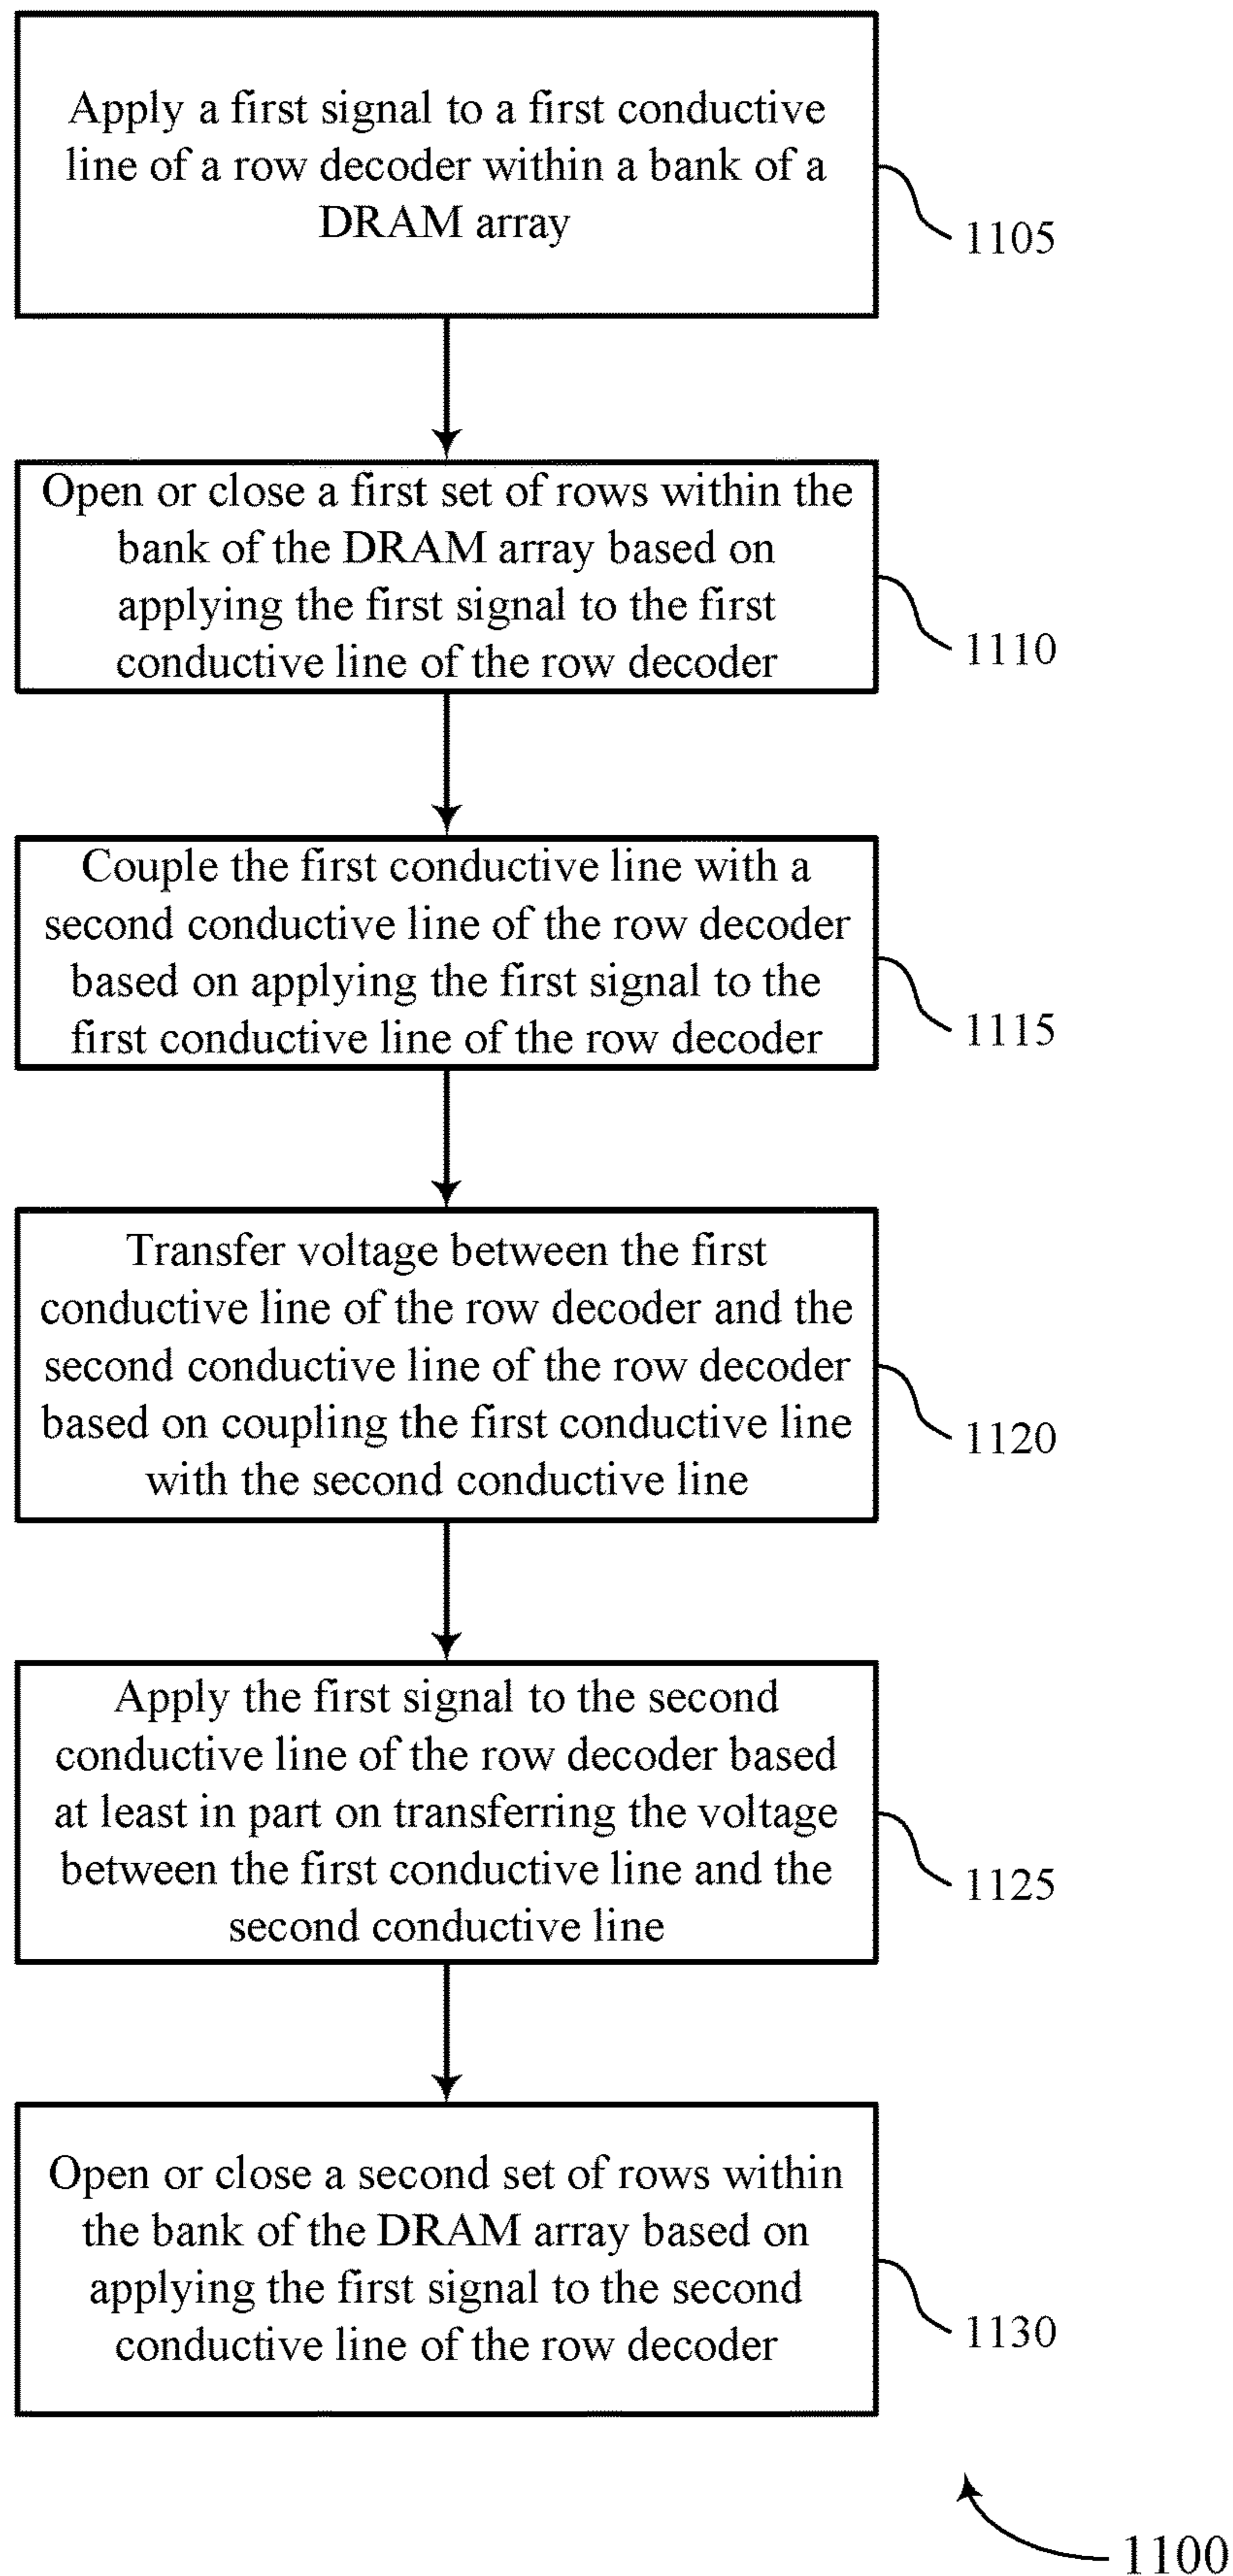 Apply a first signal to a first conductive
line of a row decoder within a bank of a
DRAM array
1105
Open or close a first set of rows within the
bank of the DRAM array based on
applying the first signal to the first
conductive line of the row decoder
1110
Couple the first conductive line with a
second conductive line of the row decoder
based on applying the first signal to the
first conductive line of the row decoder
1115
Transfer voltage between the first
conductive line of the row decoder and the
second conductive line of the row decoder
based on coupling the first conductive line
with the second conductive line
1120
Apply the first signal to the second
conductive line of the row decoder based
at least in part on transferring the voltage
between the first conductive line and the
second conductive line
1125
Open or close a second set of rows within
the bank of the DRAM array based on
applying the first signal to the second
conductive line of the row decoder
1130
1100